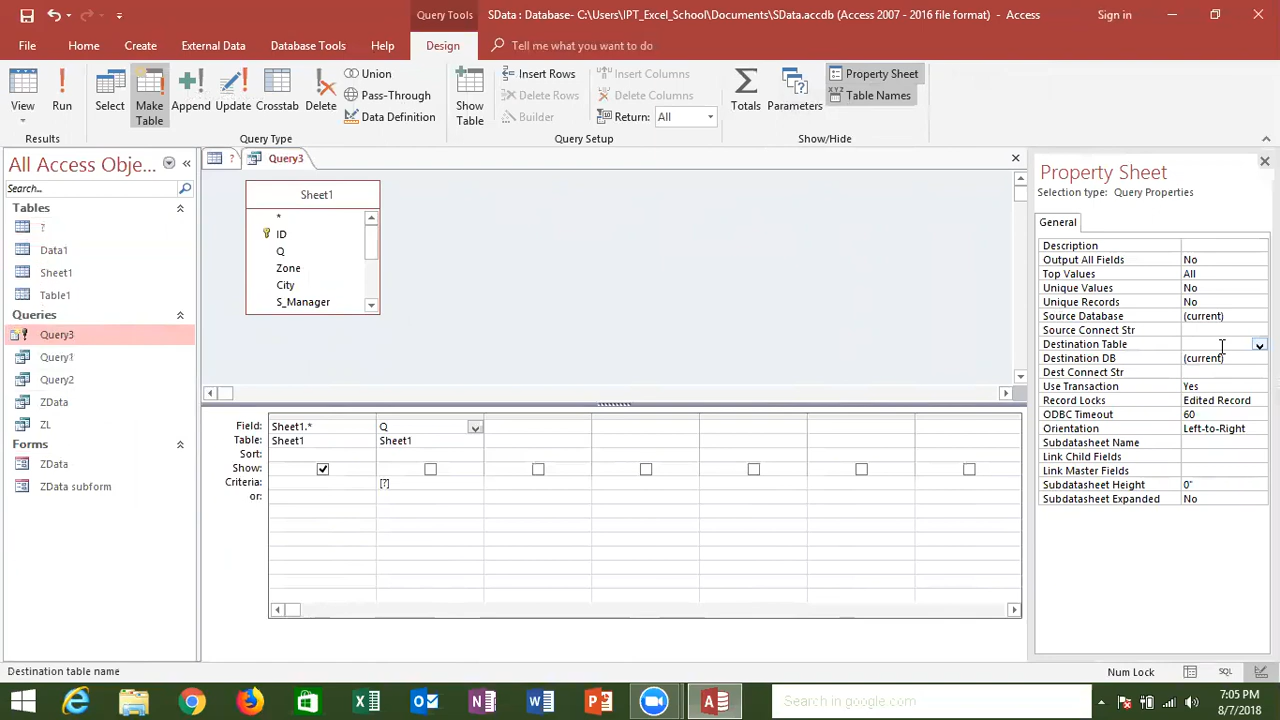 Query Tools
SData : Database- C:\Users\IPT_Excel_School\Documents\SData.accdb (Access 2007 - 2016 file format) - Access
Sign in
File
Home
Create
External Data
Database Tools
Help
Design
Tell me what you want to do
View
Run
Select
Make Table
Append
Update
Crosstab
Delete
Union
Pass-Through
Data Definition
Show Table
Insert Rows
Delete Rows
Builder
Insert Columns
Delete Columns
Return: All
Totals
Parameters
Property Sheet
XYZ Table Names
Results
Query Type
Query Setup
Show/Hide
All Access Obje...
Search...
Tables
?
Data1
Sheet1
Table1
Queries
Query3
Query1
Query2
ZData
ZL
Forms
ZData
ZData subform
?
Query3
Sheet1
*
ID
Q
Zone
City
S_Manager
Field: Sheet1.* Q
Table: Sheet1 Sheet1
Sort:
Show:
Criteria: [?]
or:
Property Sheet
Selection type: Query Properties
General
Description
Output All Fields No
Top Values All
Unique Values No
Unique Records No
Source Database (current)
Source Connect Str
Destination Table
Destination DB (current)
Dest Connect Str
Use Transaction Yes
Record Locks Edited Record
ODBC Timeout 60
Orientation Left-to-Right
Subdatasheet Name
Link Child Fields
Link Master Fields
Subdatasheet Height 0"
Subdatasheet Expanded No
Destination table name
Num Lock
SQL
Search in google.com
7:05 PM
8/7/2018